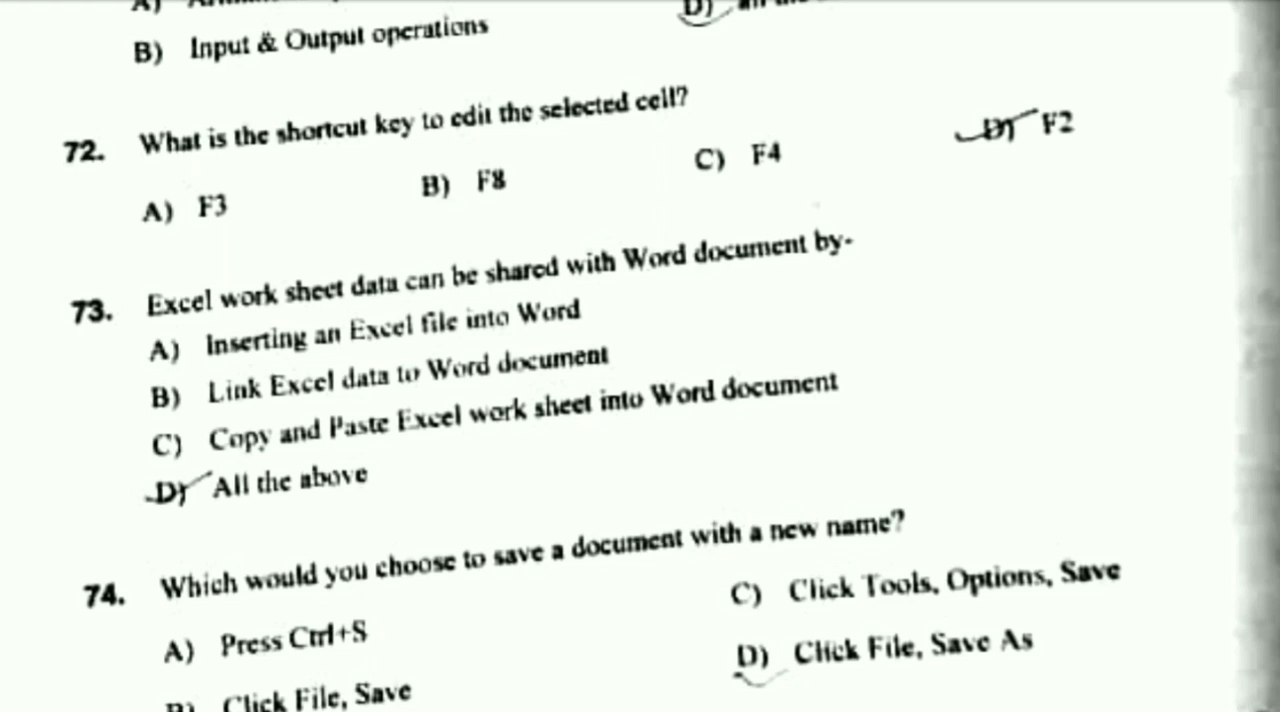 B) Input & Output operations
72. What is the shortcut key to edit the selected cell?
A) F3 B) F8 C) F4 D) F2
73. Excel work sheet data can be shared with Word document by-
A) Inserting an Excel file into Word
B) Link Excel data to Word document
C) Copy and Paste Excel work sheet into Word document
D) All the above
74. Which would you choose to save a document with a new name?
A) Press Ctrl+S C) Click Tools, Options, Save
B) Click File, Save D) Click File, Save As